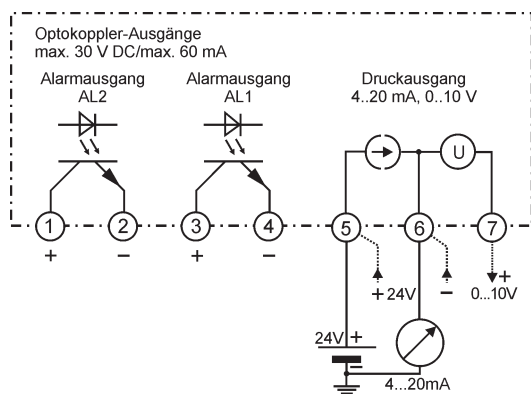 Optokoppler-Ausgänge
max. 30 V DC/max. 60 mA
Alarmausgang
AL2
Alarmausgang
AL1
Druckausgang
4..20 mA, 0..10 V
U
1
2
3
4
5
6
7
+
−
+
−
+ 24V
−
+
0...10V
24V
+
−
4...20mA